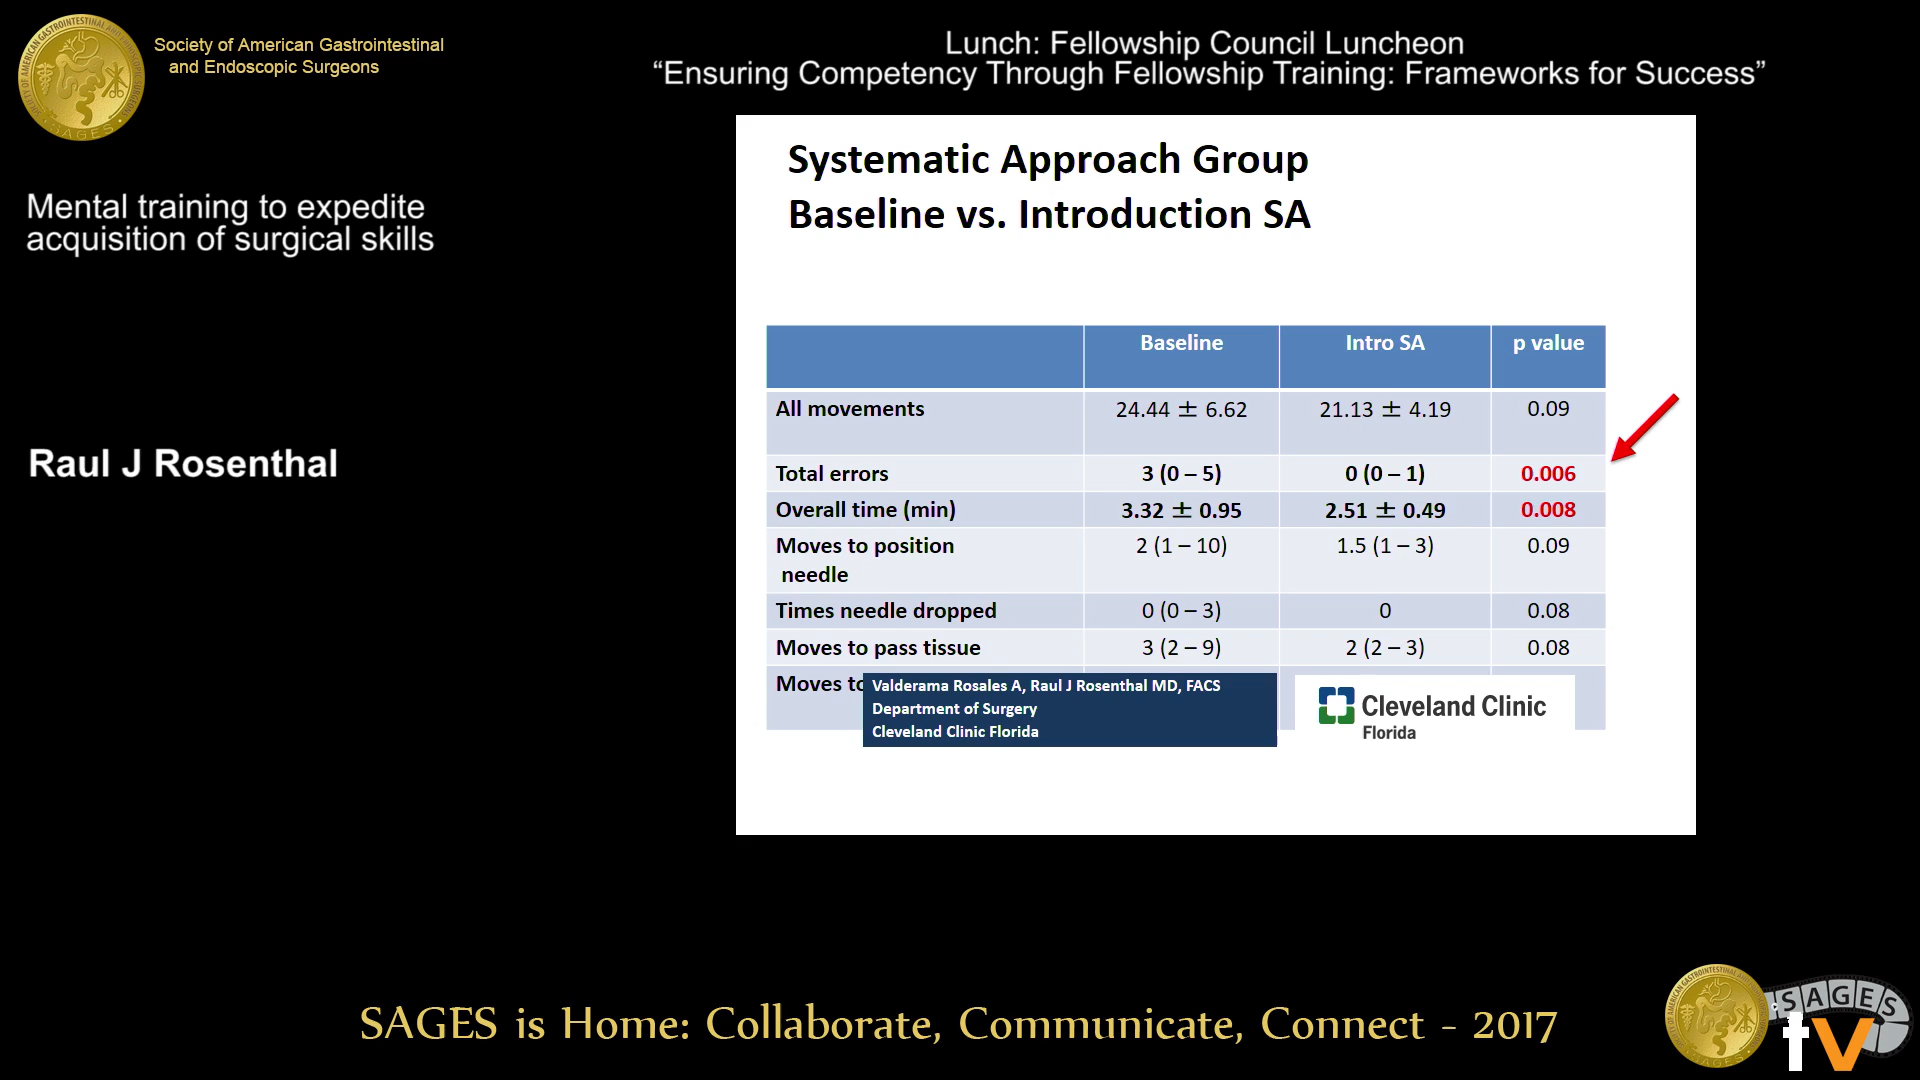 Society of American Gastrointestinal
and Endoscopic Surgeons
Lunch: Fellowship Council Luncheon
“Ensuring Competency Through Fellowship Training: Frameworks for Success”
Mental training to expedite
acquisition of surgical skills
Raul J Rosenthal
Systematic Approach Group
Baseline vs. Introduction SA
Baseline Intro SA p value
All movements 24.44 ± 6.62 21.13 ± 4.19 0.09
Total errors 3 (0 – 5) 0 (0 – 1) 0.006
Overall time (min) 3.32 ± 0.95 2.51 ± 0.49 0.008
Moves to position 2 (1 – 10) 1.5 (1 – 3) 0.09
needle
Times needle dropped 0 (0 – 3) 0 0.08
Moves to pass tissue 3 (2 – 9) 2 (2 – 3) 0.08
Moves to
Valderama Rosales A, Raul J Rosenthal MD, FACS
Department of Surgery
Cleveland Clinic Florida
Cleveland Clinic
Florida
SAGES is Home: Collaborate, Communicate, Connect - 2017
SAGES
tV